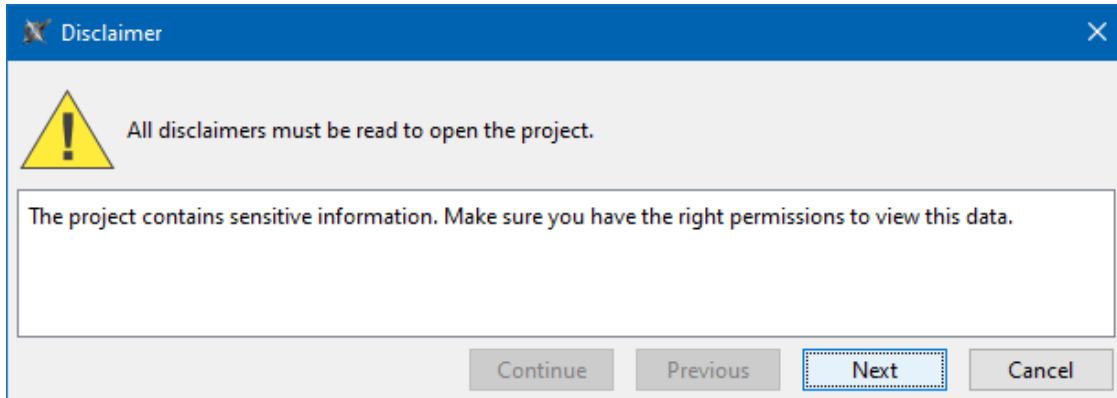 Disclaimer
All disclaimers must be read to open the project.
The project contains sensitive information. Make sure you have the right permissions to view this data.
Continue Previous Next Cancel